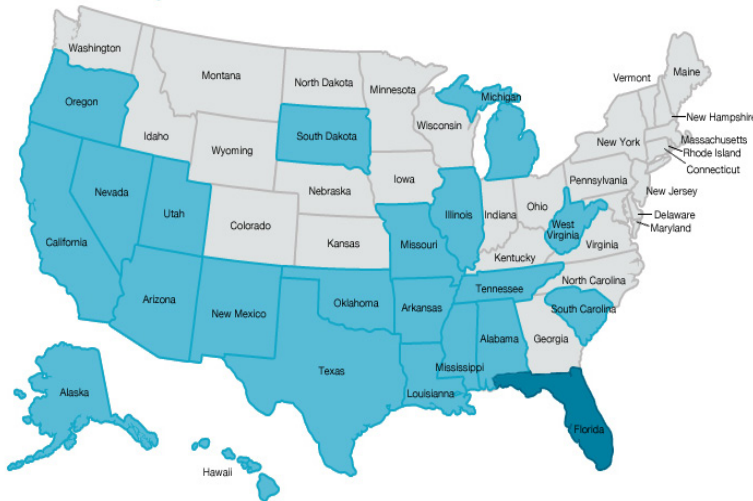 Washington
Montana
North Dakota
Minnesota
Vermont
Maine
Oregon
Idaho
Wyoming
South Dakota
Wisconsin
Michigan
New York
New Hampshire
Massachusetts
Rhode Island
Connecticut
Nevada
Utah
Colorado
Nebraska
Iowa
Illinois
Indiana
Ohio
Pennsylvania
New Jersey
Delaware
Maryland
West
Virginia
Virginia
California
Kansas
Missouri
Kentucky
Arizona
New Mexico
Oklahoma
Arkansas
Tennessee
North Carolina
South Carolina
Texas
Louisianna
Mississippi
Alabama
Georgia
Florida
Alaska
Hawaii